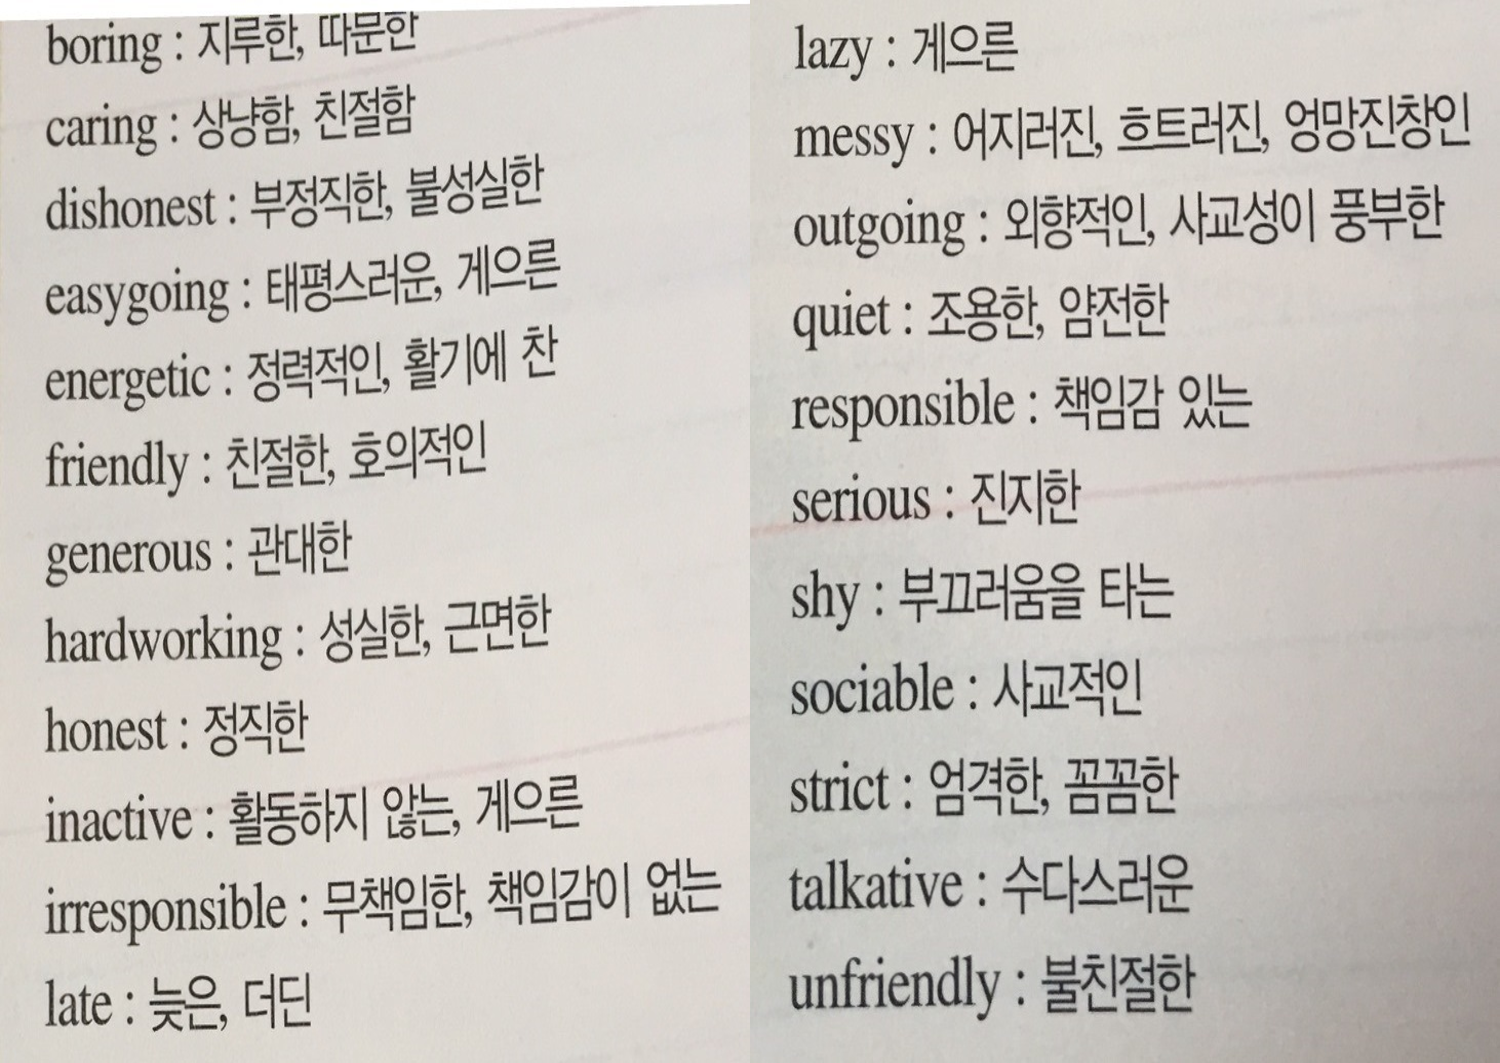 boring : 지루한, 따문한
caring : 상냥함, 친절함
dishonest : 부정직한, 불성실한
easygoing : 태평스러운, 게으른
energetic : 정력적인, 활기에 찬
friendly : 친절한, 호의적인
generous : 관대한
hardworking : 성실한, 근면한
honest : 정직한
inactive : 활동하지 않는, 게으른
irresponsible : 무책임한, 책임감이 없는
late : 늦은, 더딘
lazy : 게으른
messy : 어지러진, 흐트러진, 엉망진창인
outgoing : 외향적인, 사교성이 풍부한
quiet : 조용한, 얌전한
responsible : 책임감 있는
serious : 진지한
shy : 부끄러움을 타는
sociable : 사교적인
strict : 엄격한, 꼼꼼한
talkative : 수다스러운
unfriendly : 불친절한